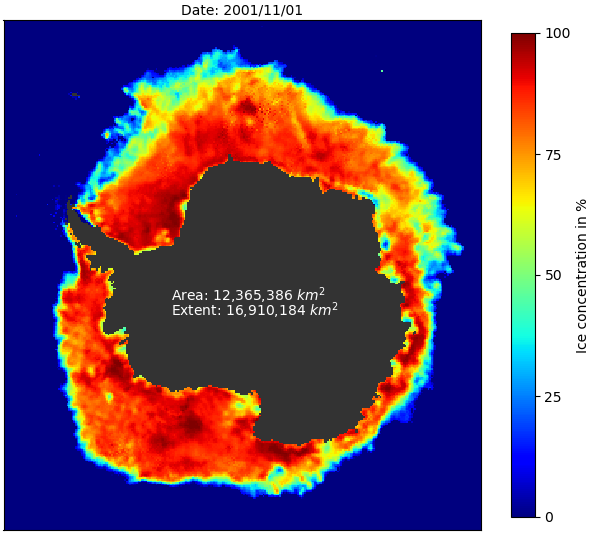 Date: 2001/11/01
100
75
50
25
0
Ice concentration in %
Area: 12,365,386 km²
Extent: 16,910,184 km²